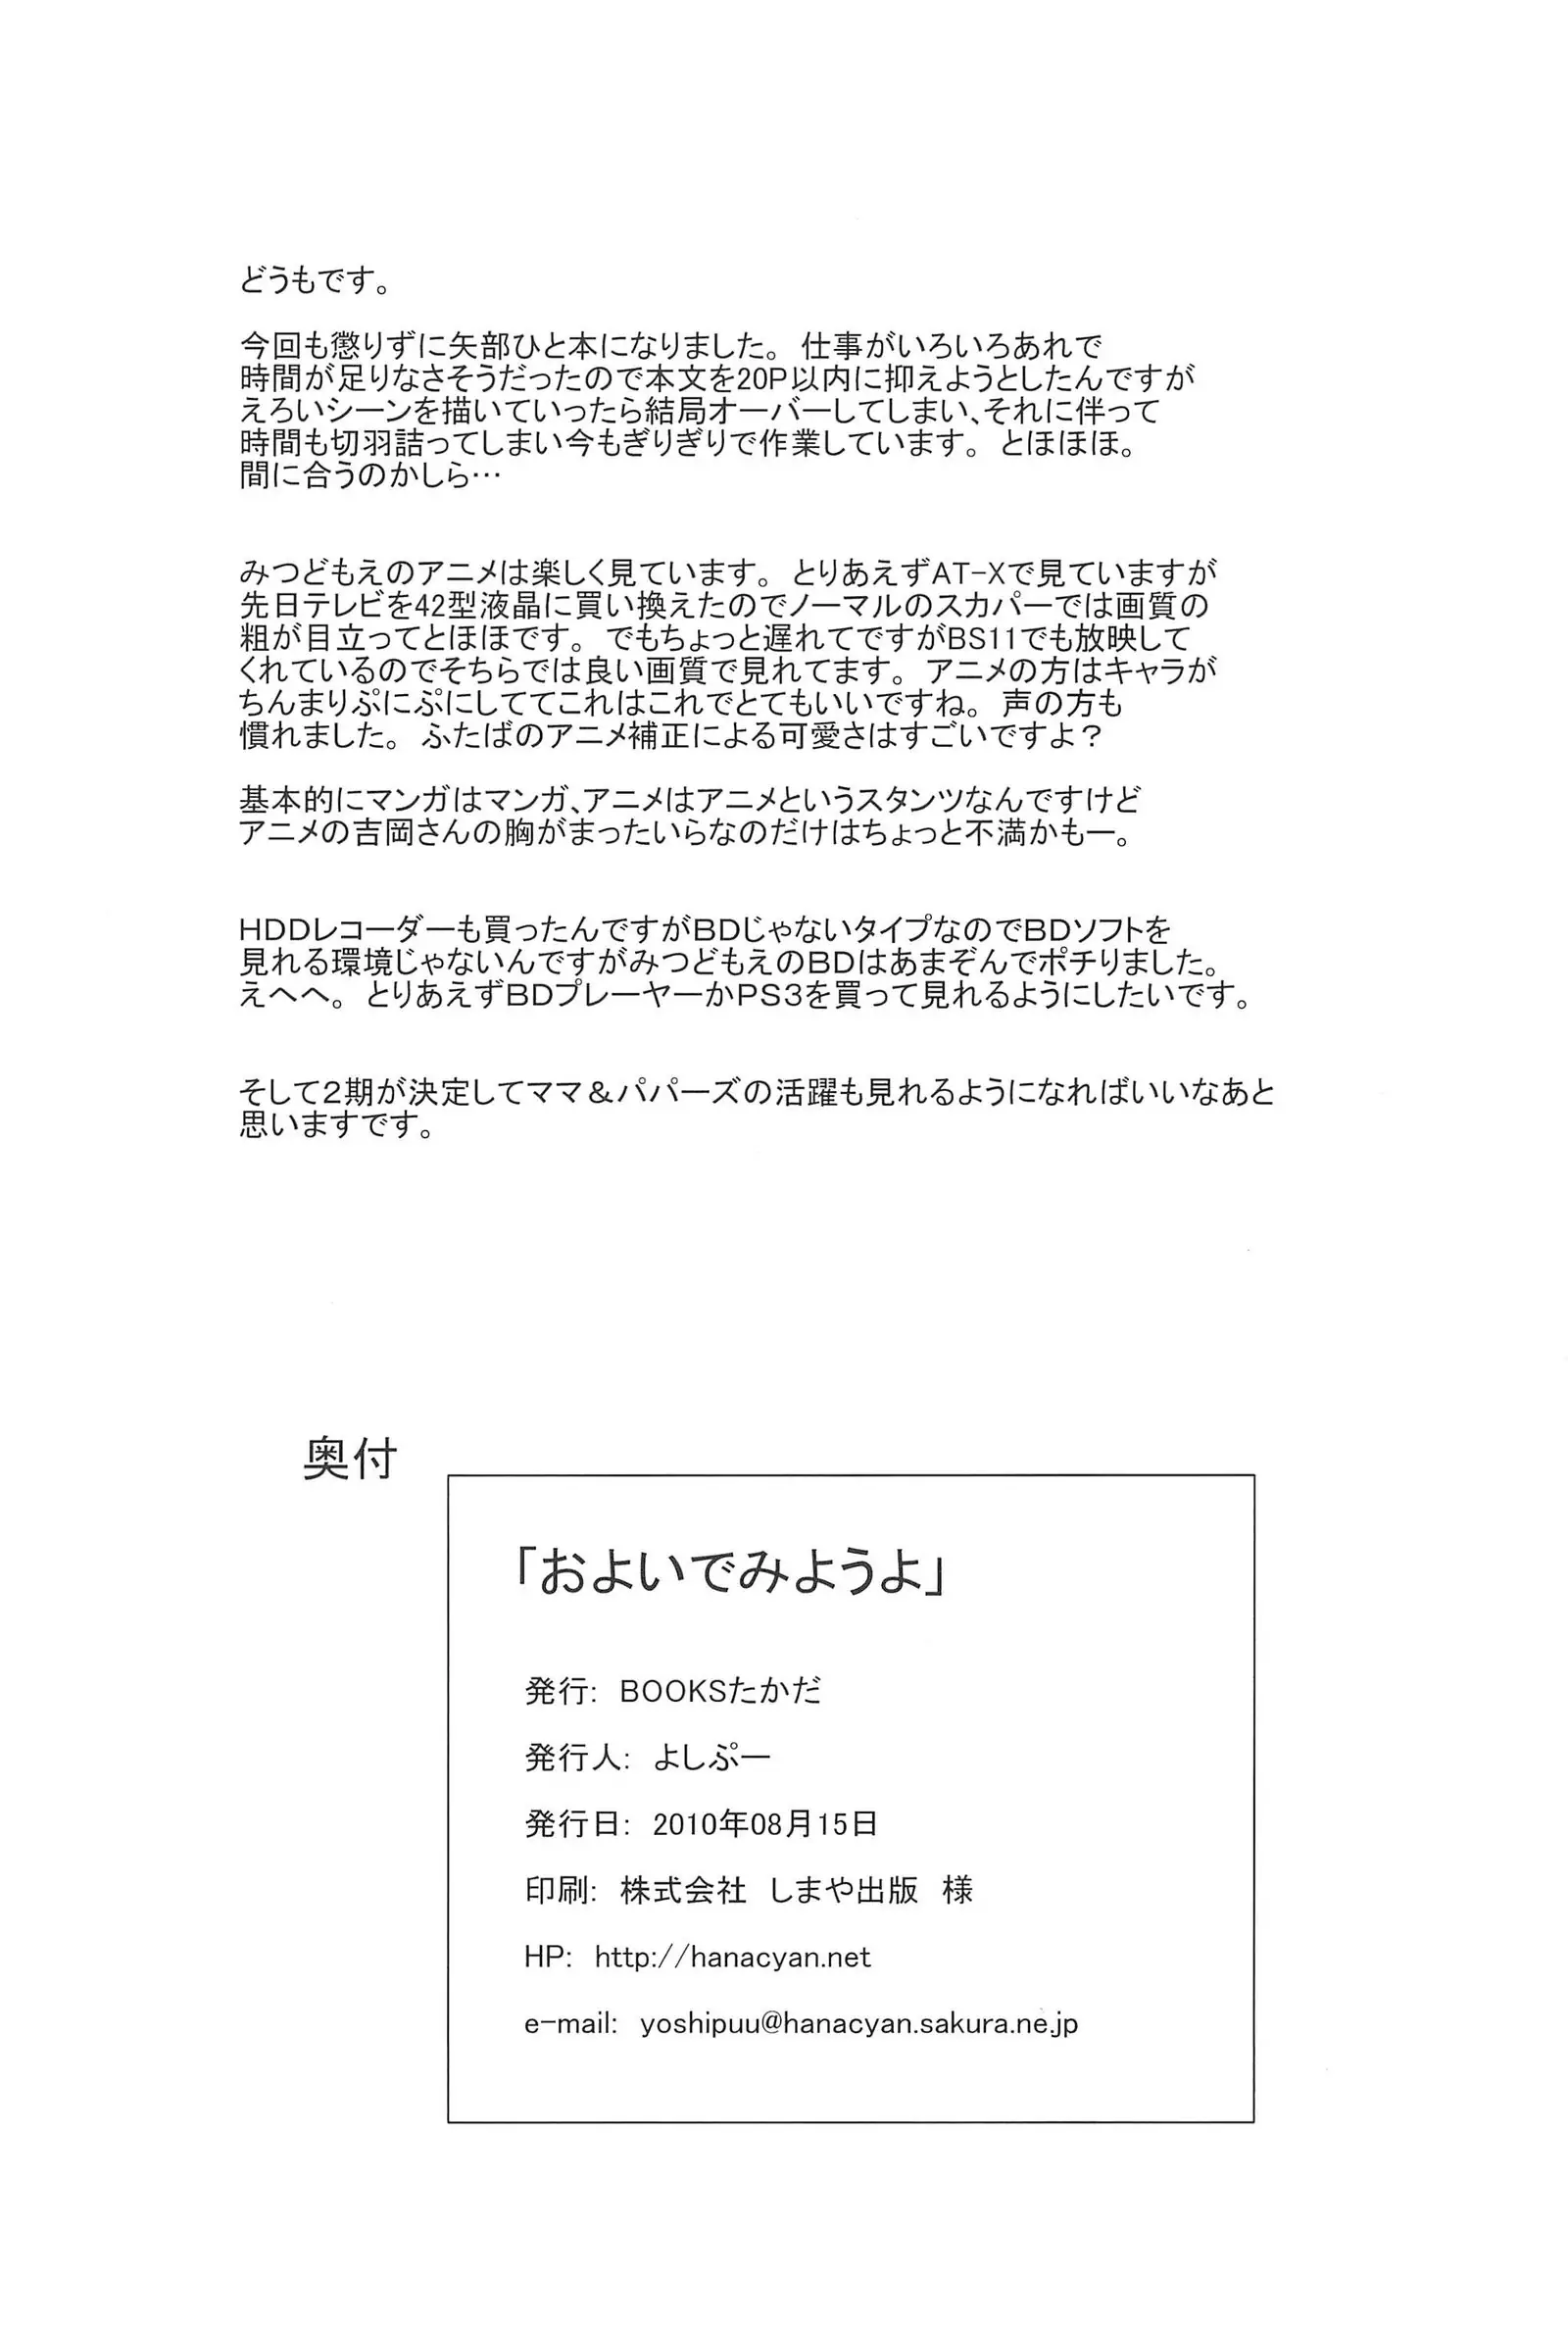 どうもです。
今回も懲りずに矢部ひと本になりました。 仕事がいろいろあれで
時間が足りなさそうだったので本文を20P以内に抑えようとしたんですが
えろいシーンを描いていったら結局オーバーしてしまい、それに伴って
時間も切羽詰ってしまい今もぎりぎりで作業しています。 とほほほ。
間に合うのかしら…
みつどもえのアニメは楽しく見ています。 とりあえずAT-Xで見ていますが
先日テレビを42型液晶に買い換えたのでノーマルのスカパーでは画質の
粗が目立ってとほほです。 でもちょっと遅れてですがBS11でも放映して
くれているのでそちらでは良い画質で見れてます。 アニメの方はキャラが
ちんまりぷにぷにしててこれはこれでとてもいいですね。 声の方も
慣れました。 ふたばのアニメ補正による可愛さはすごいですよ？
基本的にマンガはマンガ、アニメはアニメというスタンツなんですけど
アニメの吉岡さんの胸がまったいらなのだけはちょっと不満かもー。
HDDレコーダーも買ったんですがBDじゃないタイプなのでBDソフトを
見れる環境じゃないんですがみつどもえのBDはあまぞんでポチりました。
えへへ。 とりあえずBDプレーヤーかPS3を買って見れるようにしたいです。
そして2期が決定してママ＆パパーズの活躍も見れるようになればいいなあと
思いますです。
奥付
「およいでみようよ」
発行: BOOKSたかだ
発行人: よしぷー
発行日: 2010年08月15日
印刷: 株式会社 しまや出版 様
HP: http://hanacyan.net
e-mail: yoshipuu@hanacyan.sakura.ne.jp